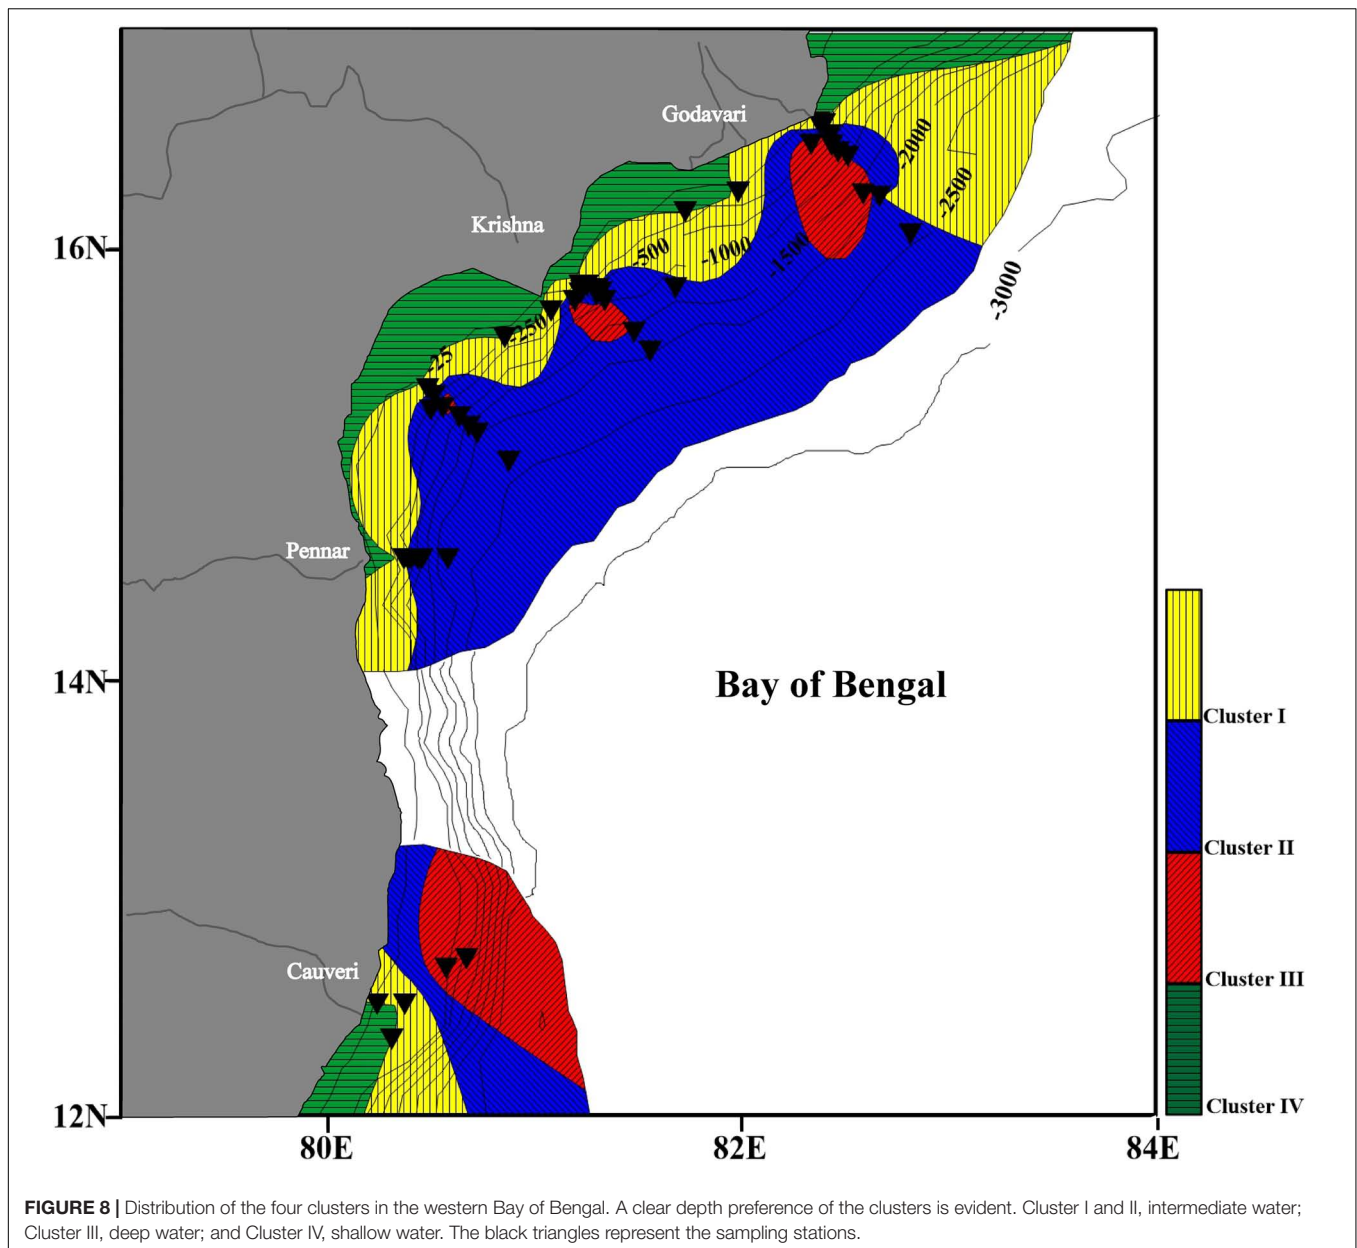 Godavari
-2000
-2500
Krishna
16N
-500
-1000
-1500
-3000
-250
-25
Pennar
14N
Bay of Bengal
Cluster I
Cluster II
Cauveri
Cluster III
Cluster IV
12N
80E
82E
84E
FIGURE 8 | Distribution of the four clusters in the western Bay of Bengal. A clear depth preference of the clusters is evident. Cluster I and II, intermediate water;
Cluster III, deep water; and Cluster IV, shallow water. The black triangles represent the sampling stations.